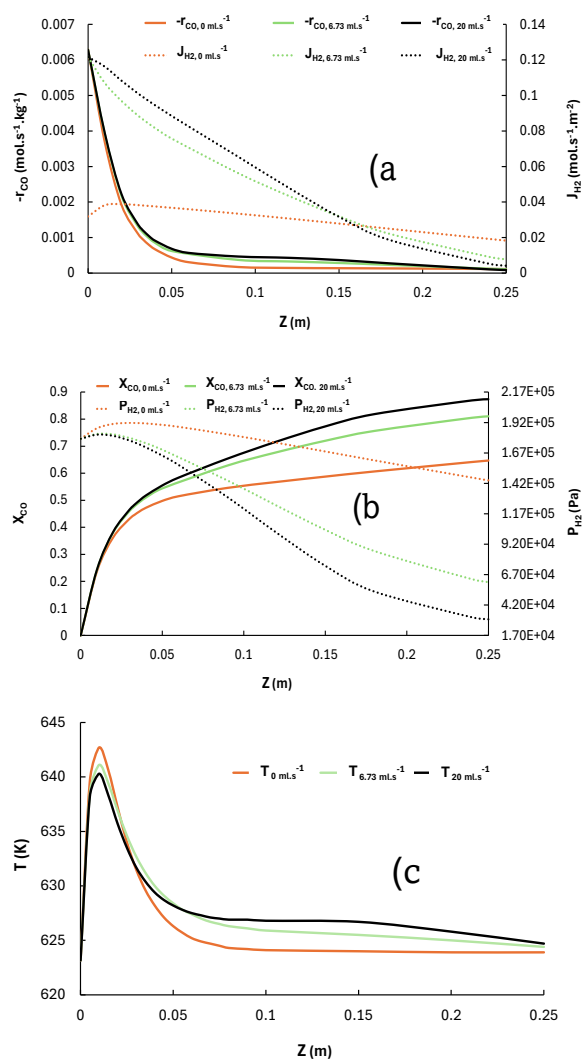 -rCO, 0 ml.s-1 -rCO, 6.73 ml.s-1 -rCO, 20 ml.s-1
JH2, 0 ml.s-1 JH2, 6.73 ml.s-1 JH2, 20 ml.s-1
0.007
0.006
0.005
0.004
0.003
0.002
0.001
0
-rCO (mol.s-1.kg-1)
0.14
0.12
0.1
0.08
0.06
0.04
0.02
0
JH2 (mol.s-1.m-2)
(a
0 0.05 0.1 0.15 0.2 0.25
Z (m)
XCO, 0 ml.s-1 XCO, 6.73 ml.s-1 XCO. 20 ml.s-1
PH2, 0 ml.s-1 PH2, 6.73 ml.s-1 PH2, 20 ml.s-1
0.9
0.8
0.7
0.6
0.5
0.4
0.3
0.2
0.1
0
XCO
2.17E+05
1.92E+05
1.67E+05
1.42E+05
1.17E+05
9.20E+04
6.70E+04
4.20E+04
1.70E+04
PH2 (Pa)
(b
0 0.05 0.1 0.15 0.2 0.25
Z (m)
T 0 ml.s-1 T 6.73 ml.s-1 T 20 ml.s-1
645
640
635
630
625
620
T (K)
(c
0 0.05 0.1 0.15 0.2 0.25
Z (m)